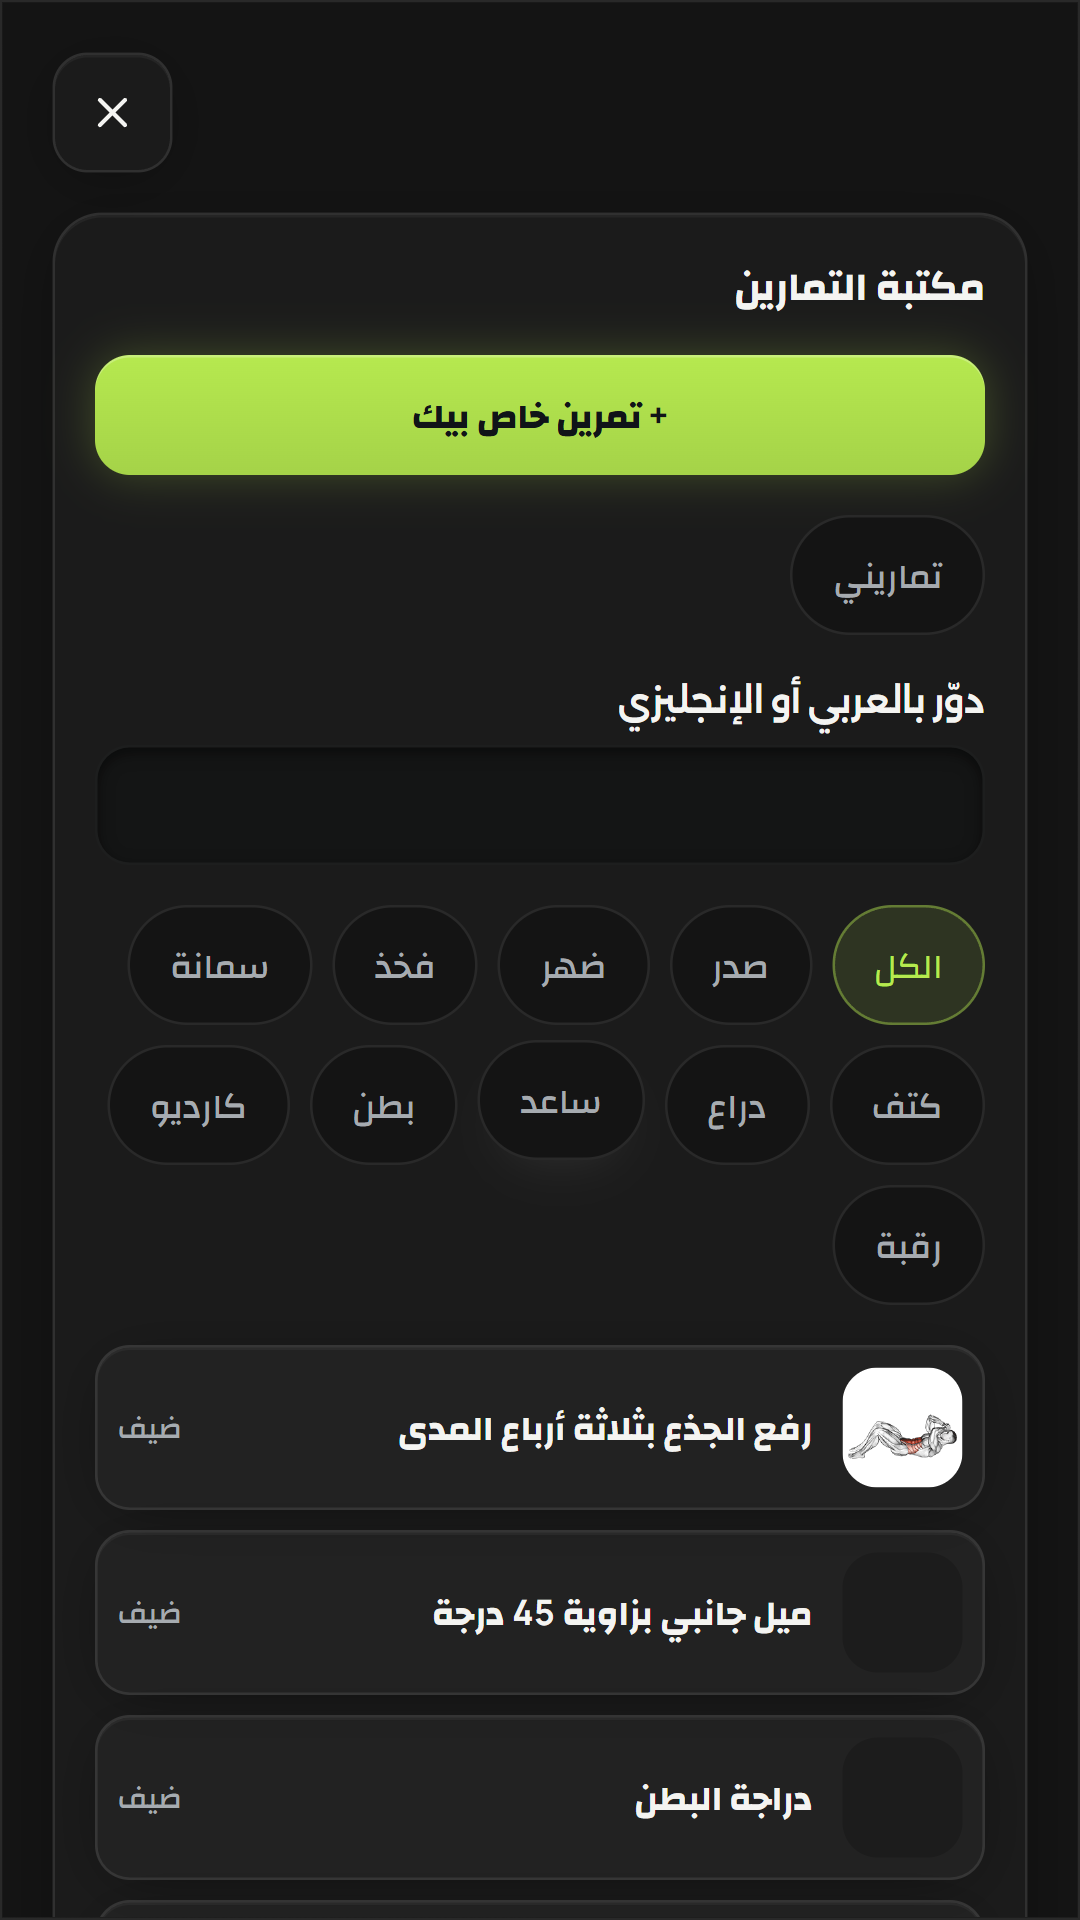 مكتبة التمارين
+ تمرين خاص بيك
تماريني
دوّر بالعربي أو الإنجليزي
الكل صدر ضهر فخذ سمانة
كتف دراع ساعد بطن كارديو
رقبة
رفع الجذع بثلاثة أرباع المدى ضيف
ميل جانبي بزاوية 45 درجة ضيف
دراجة البطن ضيف